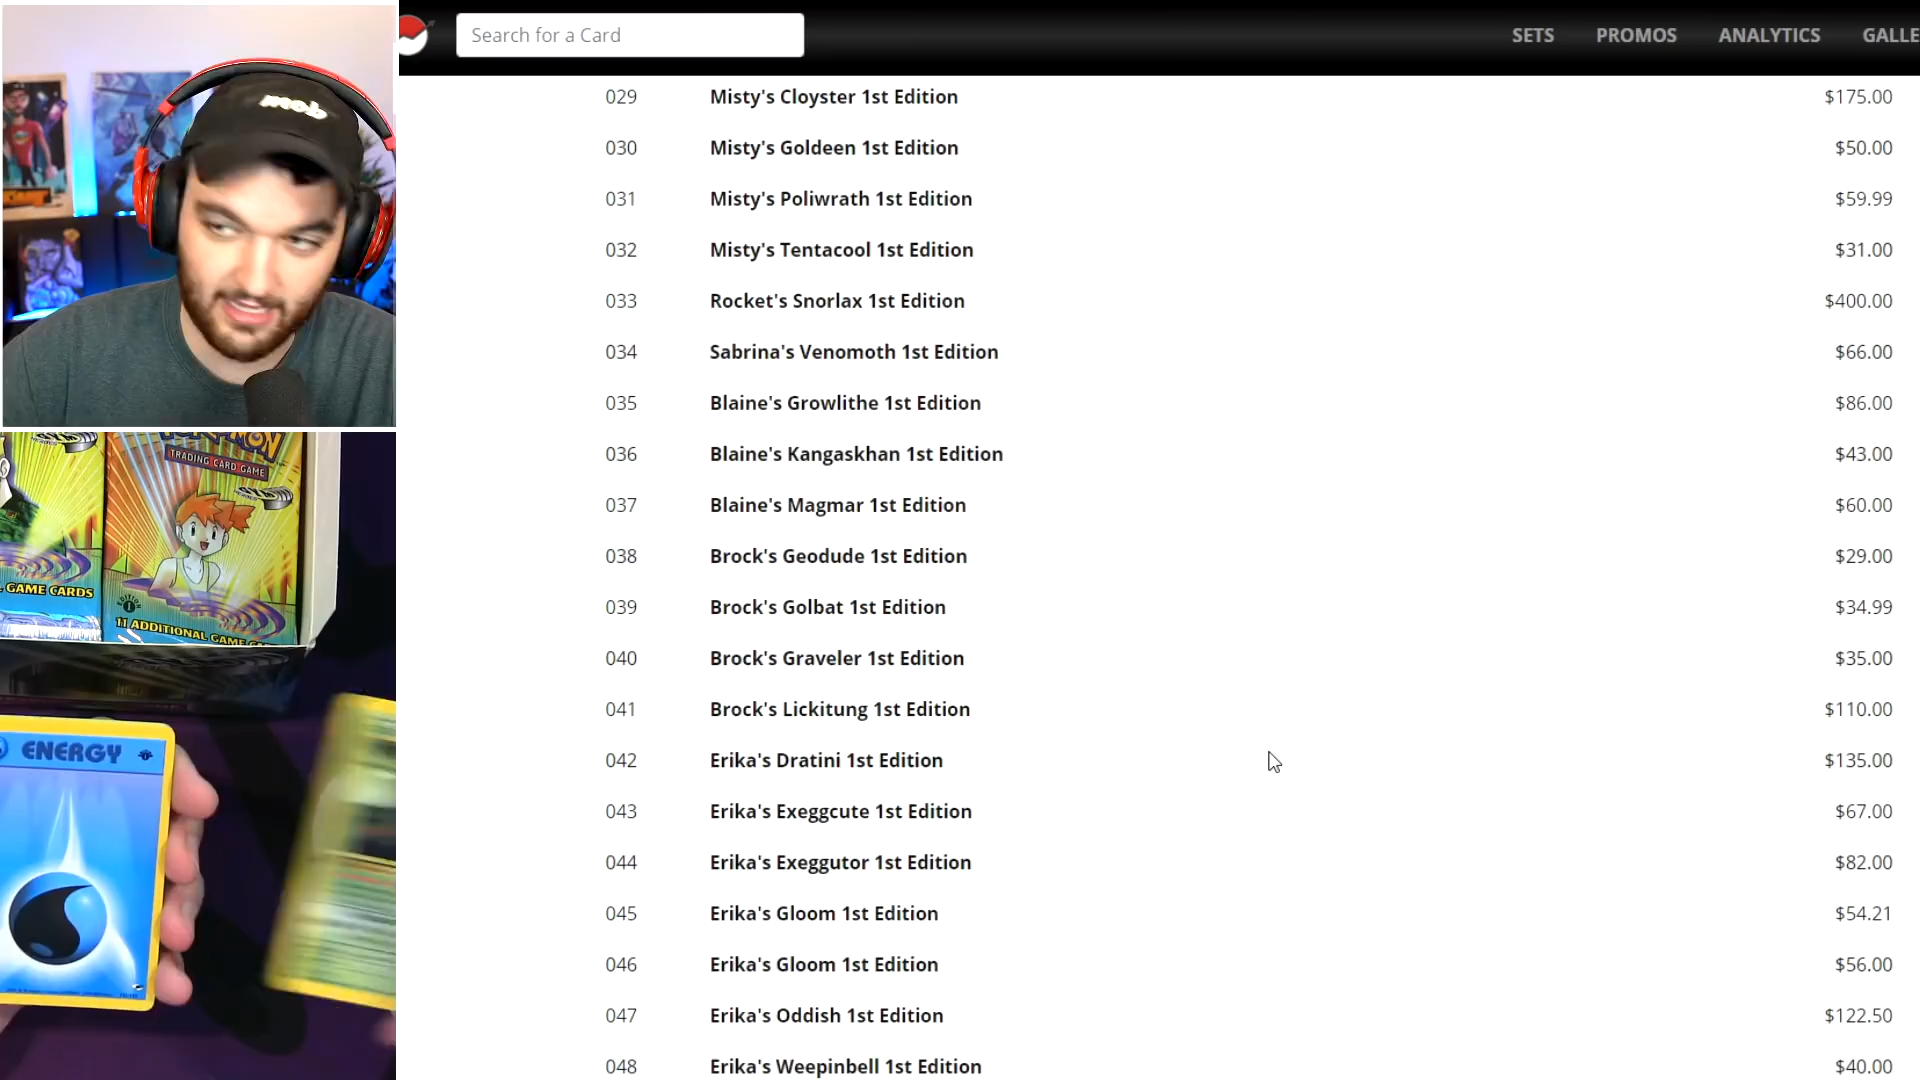 Search for a Card
SETS PROMOS ANALYTICS GALLE
029 Misty's Cloyster 1st Edition $175.00
030 Misty's Goldeen 1st Edition $50.00
031 Misty's Poliwrath 1st Edition $59.99
032 Misty's Tentacool 1st Edition $31.00
033 Rocket's Snorlax 1st Edition $400.00
034 Sabrina's Venomoth 1st Edition $66.00
035 Blaine's Growlithe 1st Edition $86.00
036 Blaine's Kangaskhan 1st Edition $43.00
037 Blaine's Magmar 1st Edition $60.00
038 Brock's Geodude 1st Edition $29.00
039 Brock's Golbat 1st Edition $34.99
040 Brock's Graveler 1st Edition $35.00
041 Brock's Lickitung 1st Edition $110.00
042 Erika's Dratini 1st Edition $135.00
043 Erika's Exeggcute 1st Edition $67.00
044 Erika's Exeggutor 1st Edition $82.00
045 Erika's Gloom 1st Edition $54.21
046 Erika's Gloom 1st Edition $56.00
047 Erika's Oddish 1st Edition $122.50
048 Erika's Weepinbell 1st Edition $40.00
mob
POKéMON
TRADING CARD GAME
GAME CARDS
EDITION 1
11 ADDITIONAL GAME
ENERGY